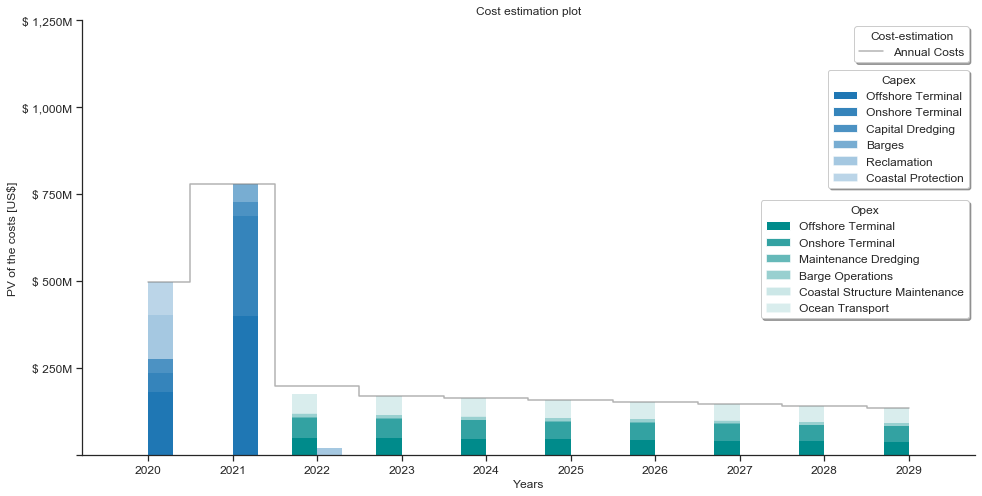 Cost estimation plot
$ 1,250M
$ 1,000M
$ 750M
$ 500M
$ 250M
PV of the costs [US$]
Cost-estimation
Annual Costs
Capex
Offshore Terminal
Onshore Terminal
Capital Dredging
Barges
Reclamation
Coastal Protection
Opex
Offshore Terminal
Onshore Terminal
Maintenance Dredging
Barge Operations
Coastal Structure Maintenance
Ocean Transport
2020 2021 2022 2023 2024 2025 2026 2027 2028 2029
Years